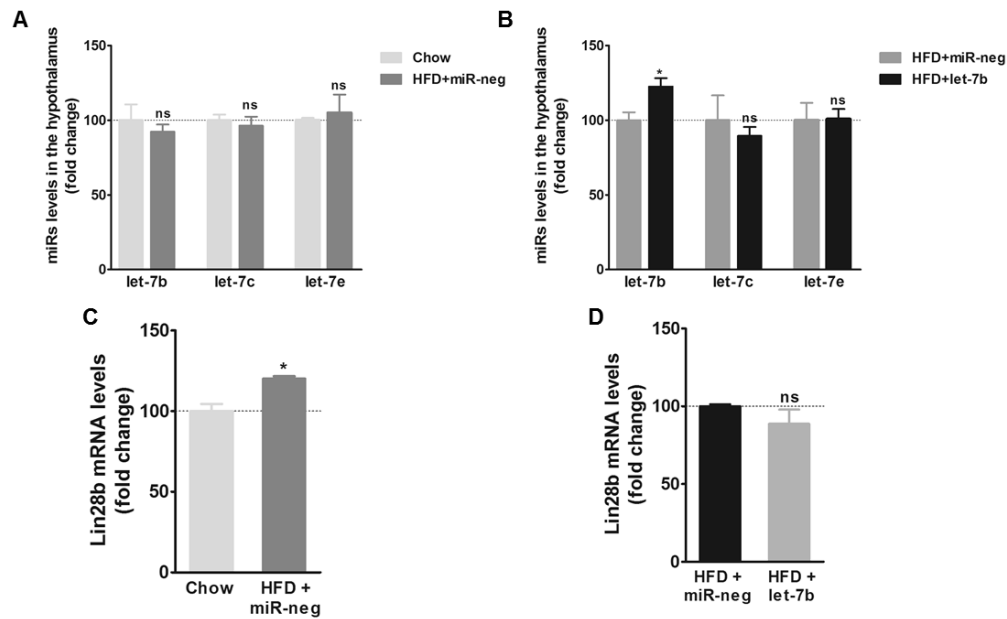 A
miRs levels in the hypothalamus
(fold change)
150
100
50
0
ns
ns
ns
let-7b
let-7c
let-7e
Chow
HFD+miR-neg
B
miRs levels in the hypothalamus
(fold change)
150
100
50
0
*
ns
ns
let-7b
let-7c
let-7e
HFD+miR-neg
HFD+let-7b
C
Lin28b mRNA levels
(fold change)
150
100
50
0
*
Chow
HFD +
miR-neg
D
Lin28b mRNA levels
(fold change)
150
100
50
0
ns
HFD +
miR-neg
HFD +
let-7b